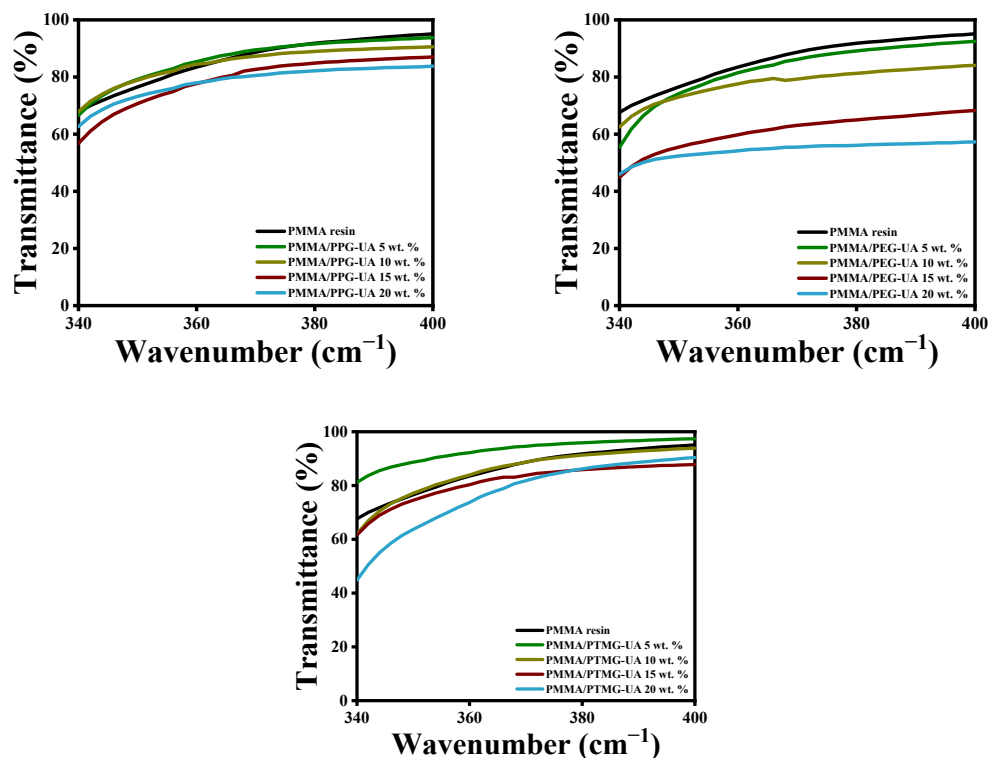 Transmittance (%)
100
80
60
40
20
0
PMMA resin
PMMA/PPG-UA 5 wt. %
PMMA/PPG-UA 10 wt. %
PMMA/PPG-UA 15 wt. %
PMMA/PPG-UA 20 wt. %
340 360 380 400
Wavenumber (cm⁻¹)
Transmittance (%)
100
80
60
40
20
0
PMMA resin
PMMA/PEG-UA 5 wt. %
PMMA/PEG-UA 10 wt. %
PMMA/PEG-UA 15 wt. %
PMMA/PEG-UA 20 wt. %
340 360 380 400
Wavenumber (cm⁻¹)
Transmittance (%)
100
80
60
40
20
0
PMMA resin
PMMA/PTMG-UA 5 wt. %
PMMA/PTMG-UA 10 wt. %
PMMA/PTMG-UA 15 wt. %
PMMA/PTMG-UA 20 wt. %
340 360 380 400
Wavenumber (cm⁻¹)